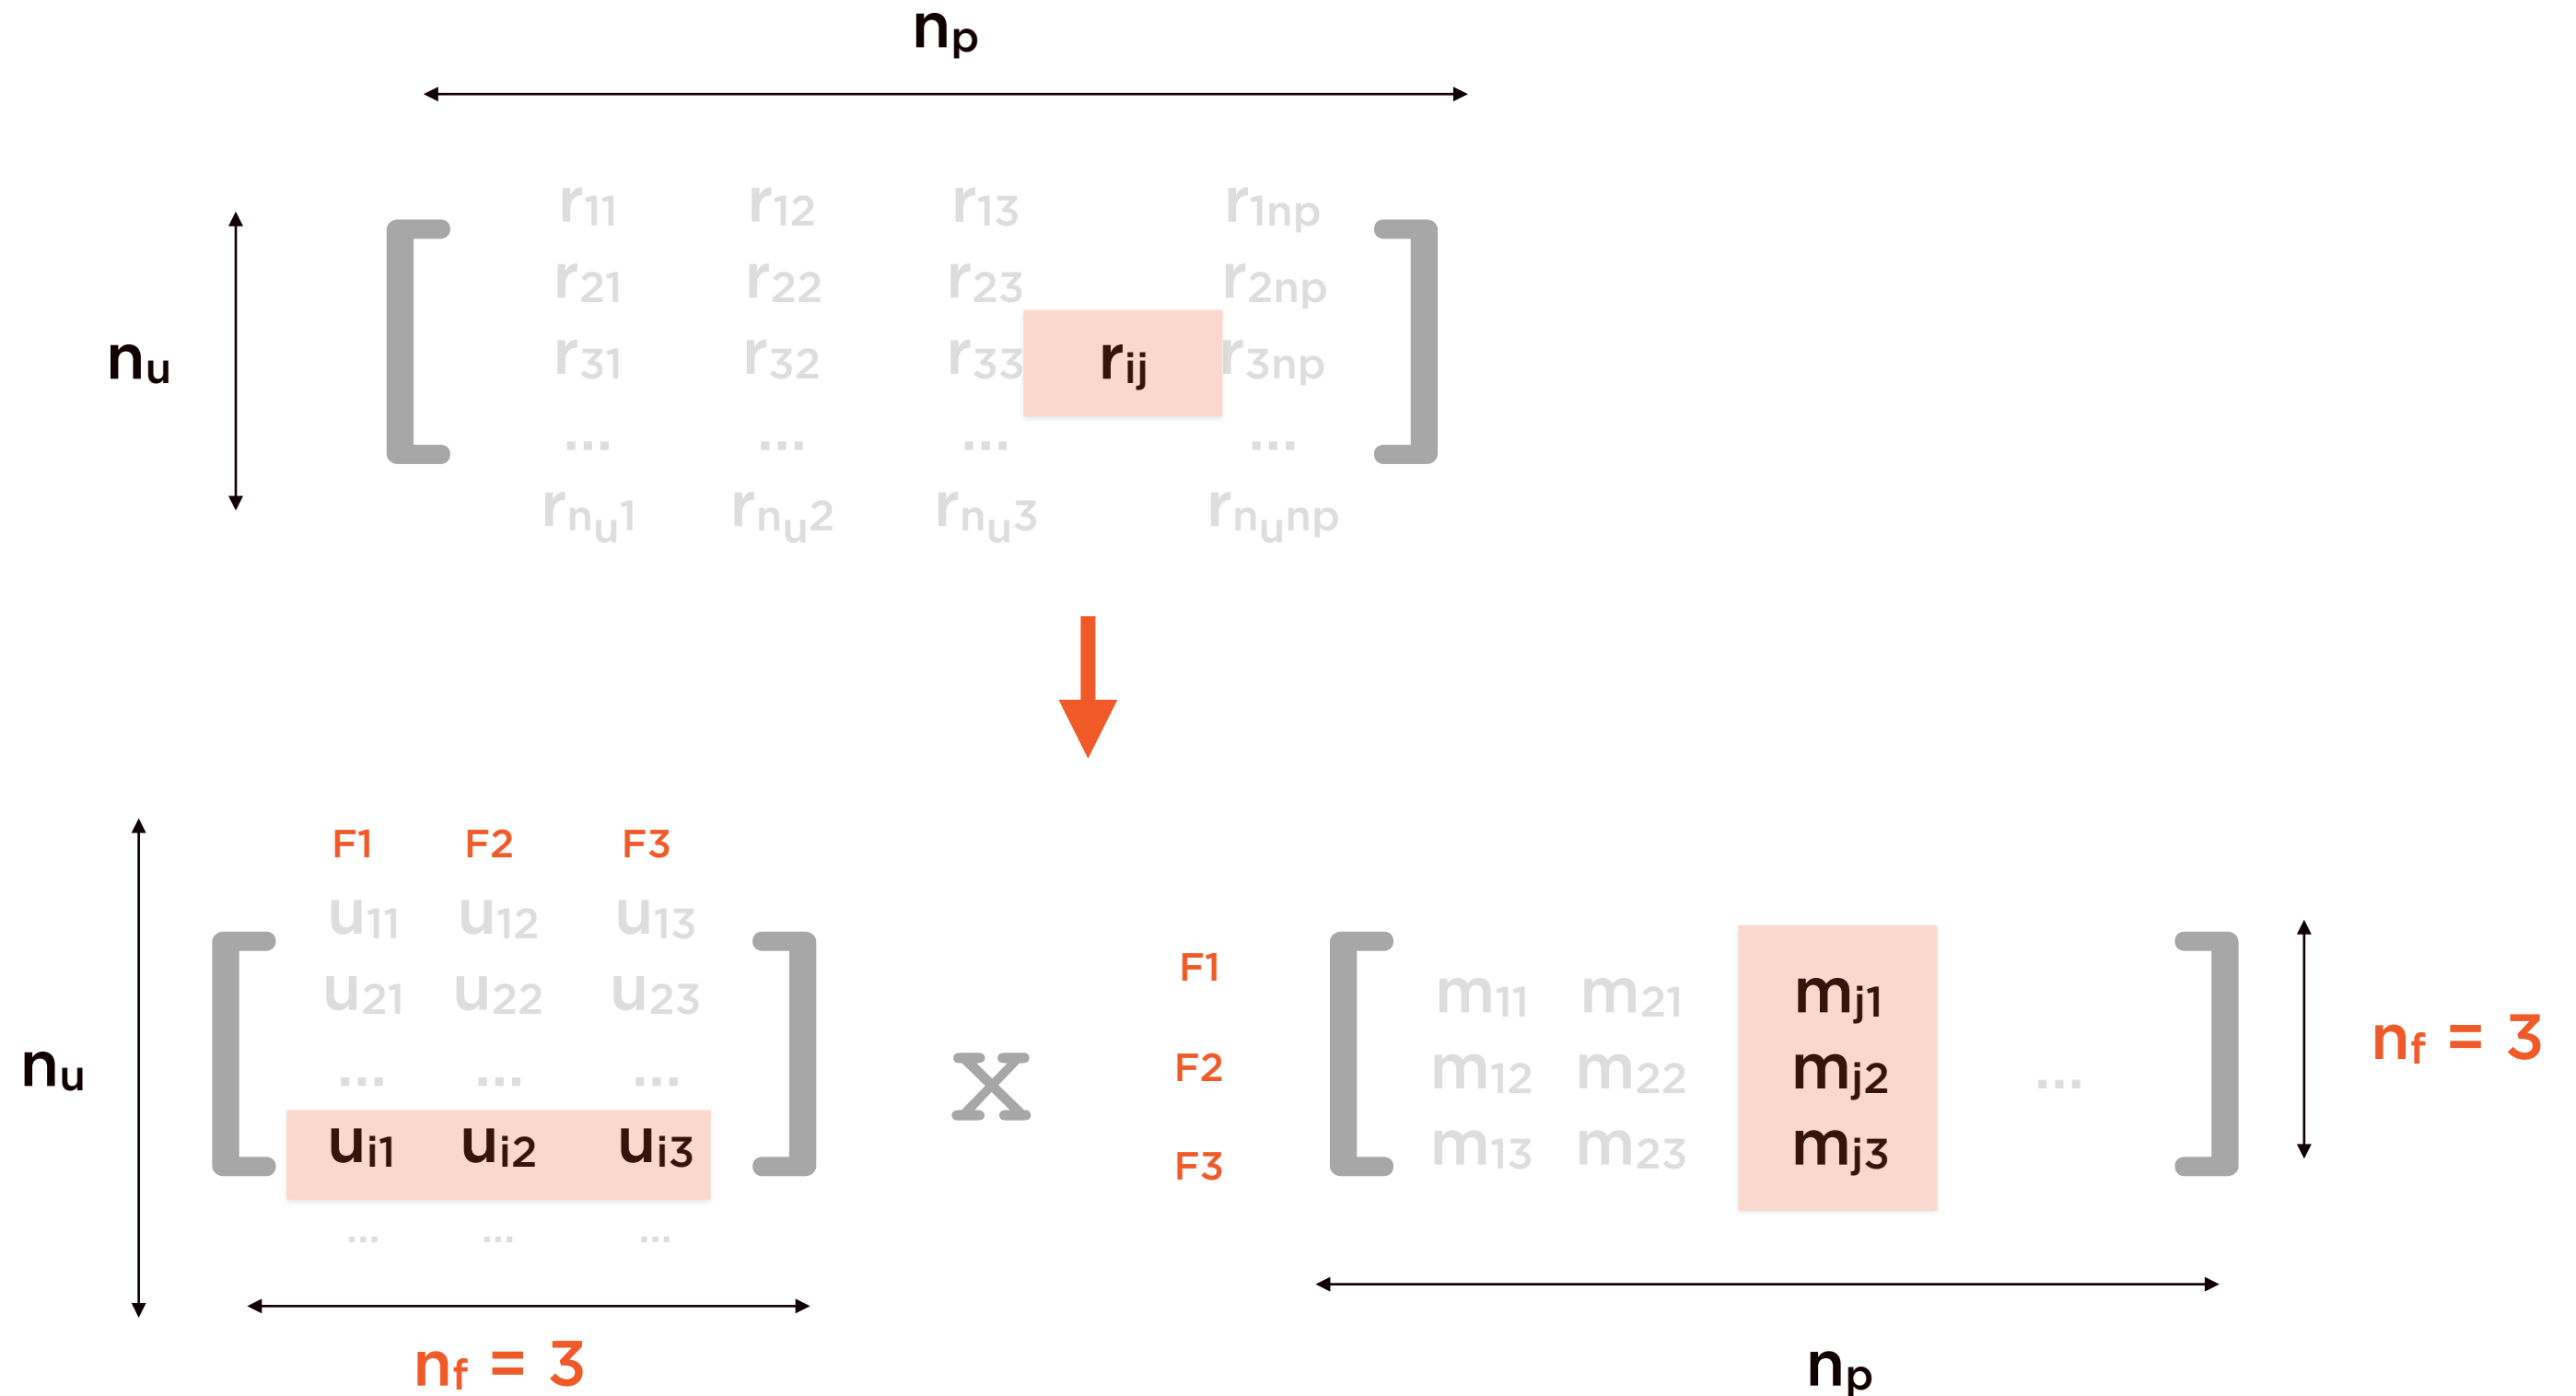 np
r11 r12 r13 r1np
r21 r22 r23 r2np
nu r31 r32 r33 rij r3np
... ... ... ...
rnu1 rnu2 rnu3 rnunp
F1 F2 F3
u11 u12 u13
F1
u21 u22 u23
m11 m21 mj1
nf = 3
nu ... ... ... x F2 m12 m22 mj2 ...
ui1 ui2 ui3 F3 m13 m23 mj3
... ... ...
nf = 3 np